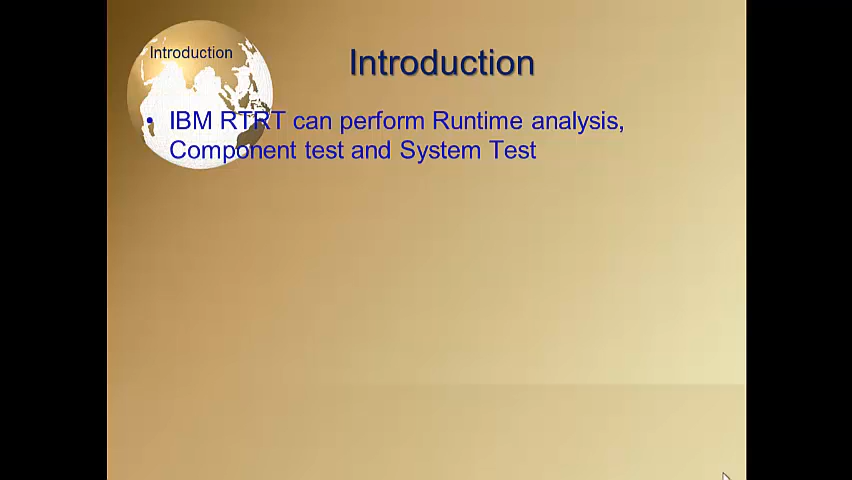 Introduction
Introduction
• IBM RTRT can perform Runtime analysis,
Component test and System Test